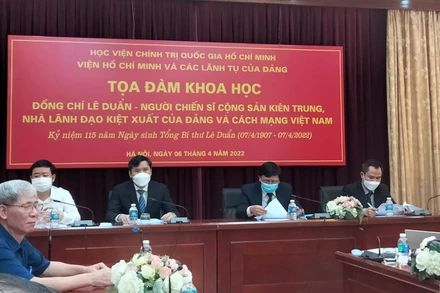 HỌC VIỆN CHÍNH TRỊ QUỐC GIA HỒ CHÍ MINH
VIỆN HỒ CHÍ MINH VÀ CÁC LÃNH TỤ CỦA ĐẢNG
TỌA ĐÀM KHOA HỌC
ĐỒNG CHÍ LÊ DUẨN - NGƯỜI CHIẾN SĨ CỘNG SẢN KIÊN TRUNG,
NHÀ LÃNH ĐẠO KIỆT XUẤT CỦA ĐẢNG VÀ CÁCH MẠNG VIỆT NAM
Kỷ niệm 115 năm Ngày sinh Tổng Bí thư Lê Duẩn (07/4/1907 - 07/4/2022)
HÀ NỘI, NGÀY 06 THÁNG 4 NĂM 2022